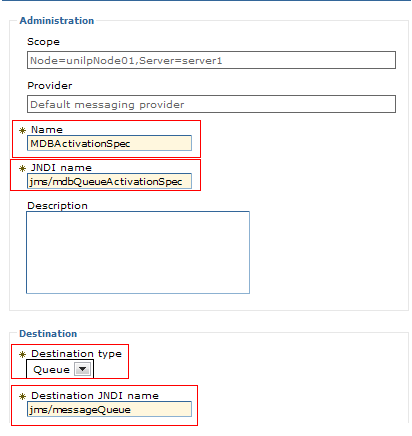 Administration
Scope
Node=unilpNode01,Server=server1
Provider
Default messaging provider
✳ Name
MDBActivationSpec
✳ JNDI name
jms/mdbQueueActivationSpec
Description
Destination
✳ Destination type
Queue
✳ Destination JNDI name
jms/messageQueue